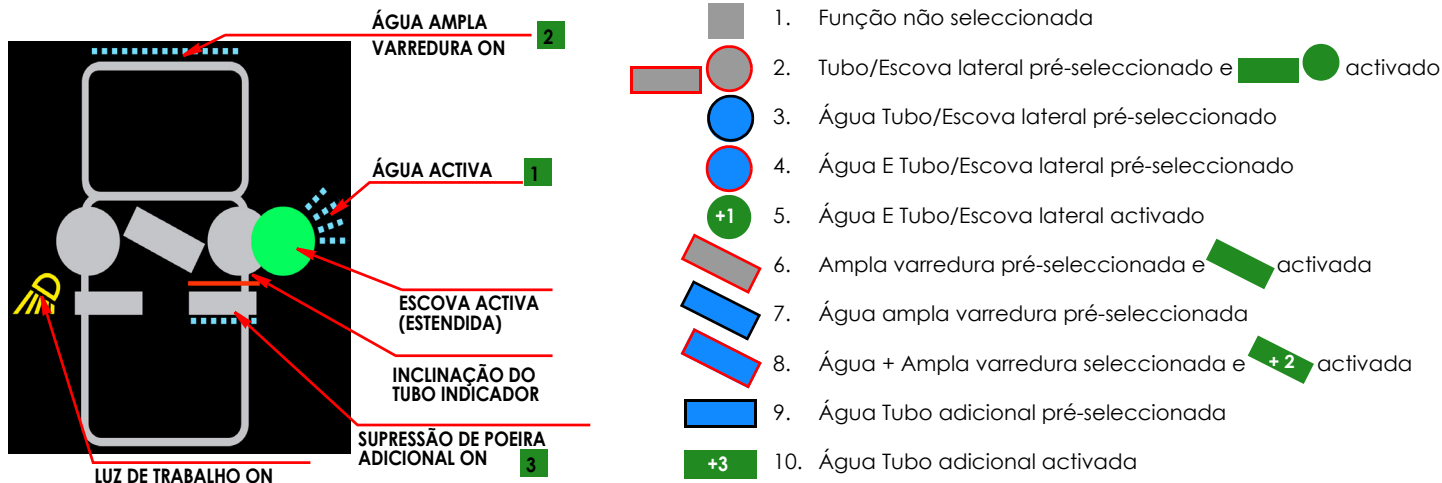 ÁGUA AMPLA
VARREDURA ON
2
ÁGUA ACTIVA
1
ESCOVA ACTIVA
(ESTENDIDA)
INCLINAÇÃO DO
TUBO INDICADOR
SUPRESSÃO DE POEIRA
ADICIONAL ON
3
LUZ DE TRABALHO ON
1. Função não seleccionada
2. Tubo/Escova lateral pré-seleccionado e activado
3. Água Tubo/Escova lateral pré-seleccionado
4. Água E Tubo/Escova lateral pré-seleccionado
+1 5. Água E Tubo/Escova lateral activado
6. Ampla varredura pré-seleccionada e activada
7. Água ampla varredura pré-seleccionada
8. Água + Ampla varredura seleccionada e + 2 activada
9. Água Tubo adicional pré-seleccionada
+3 10. Água Tubo adicional activada